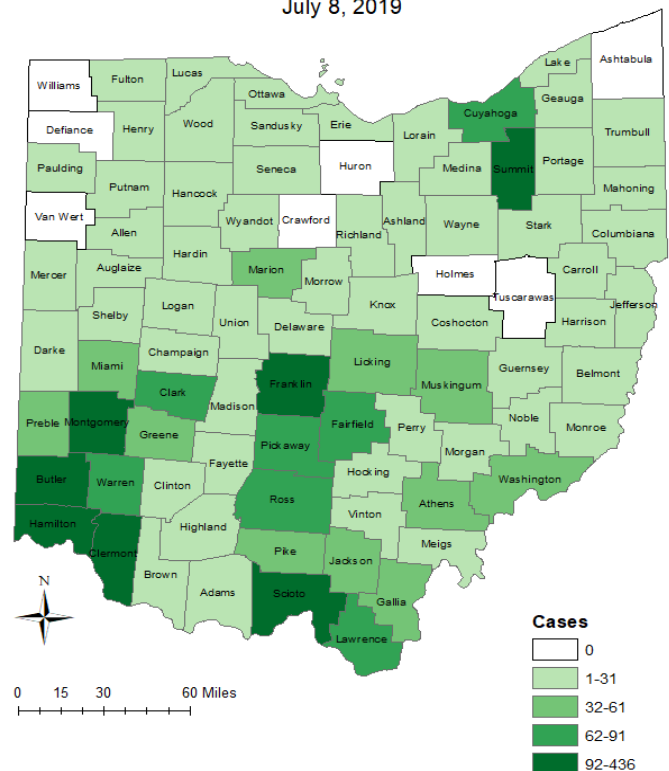 July 8, 2019
Ashtabula
Lake
Williams
Fulton
Lucas
Ottawa
Geauga
Cuyahoga
Defiance
Henry
Wood
Sandusky
Erie
Lorain
Trumbull
Paulding
Seneca
Huron
Medina
Summit
Portage
Putnam
Hancock
Mahoning
Van Wert
Allen
Wyandot
Crawford
Richland
Ashland
Wayne
Stark
Columbiana
Mercer
Auglaize
Hardin
Marion
Morrow
Holmes
Tuscarawas
Carroll
Jefferson
Shelby
Logan
Union
Delaware
Knox
Coshocton
Harrison
Darke
Miami
Champaign
Licking
Muskingum
Guernsey
Belmont
Clark
Madison
Franklin
Preble
Montgomery
Greene
Pickaway
Fairfield
Perry
Noble
Monroe
Morgan
Fayette
Butler
Warren
Clinton
Hocking
Washington
Ross
Athens
Vinton
Hamilton
Clermont
Highland
Pike
Jackson
Meigs
Brown
Adams
Scioto
Gallia
Lawrence
N
0 15 30 60 Miles
Cases
0
1-31
32-61
62-91
92-436